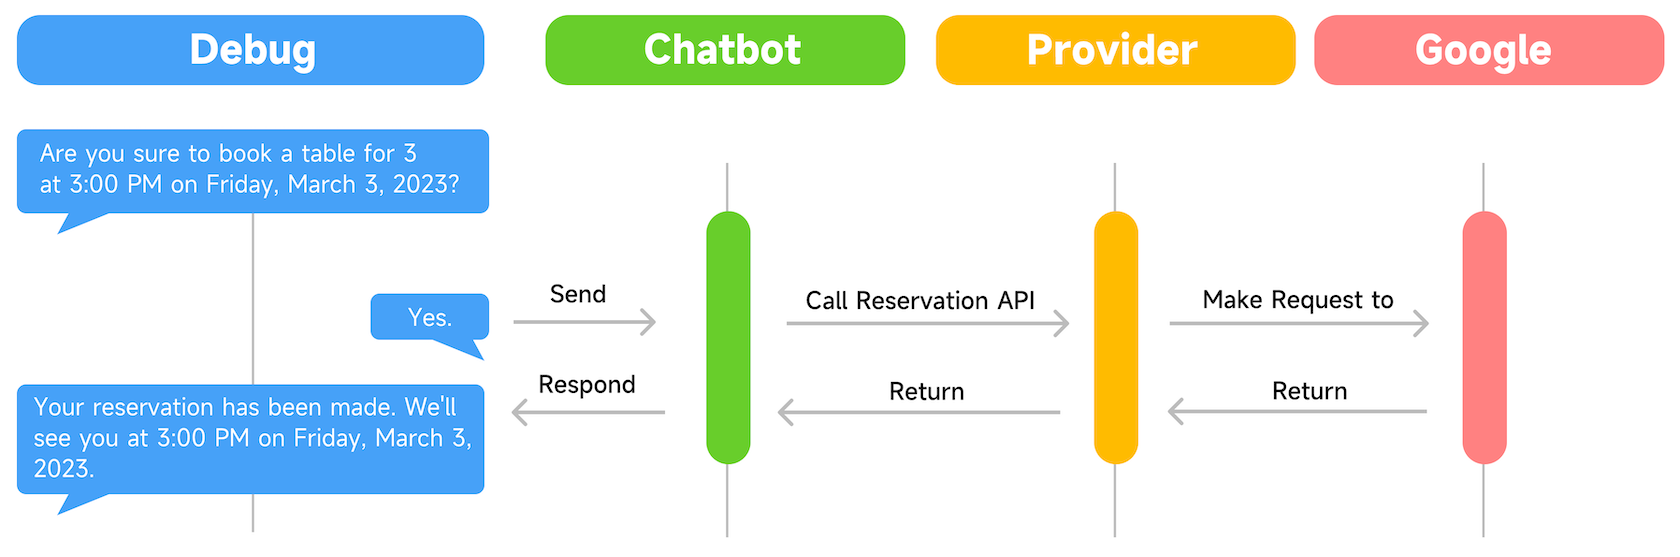 Debug
Chatbot
Provider
Google
Are you sure to book a table for 3
at 3:00 PM on Friday, March 3, 2023?
Yes.
Send
Call Reservation API
Make Request to
Respond
Return
Return
Your reservation has been made. We'll
see you at 3:00 PM on Friday, March 3,
2023.